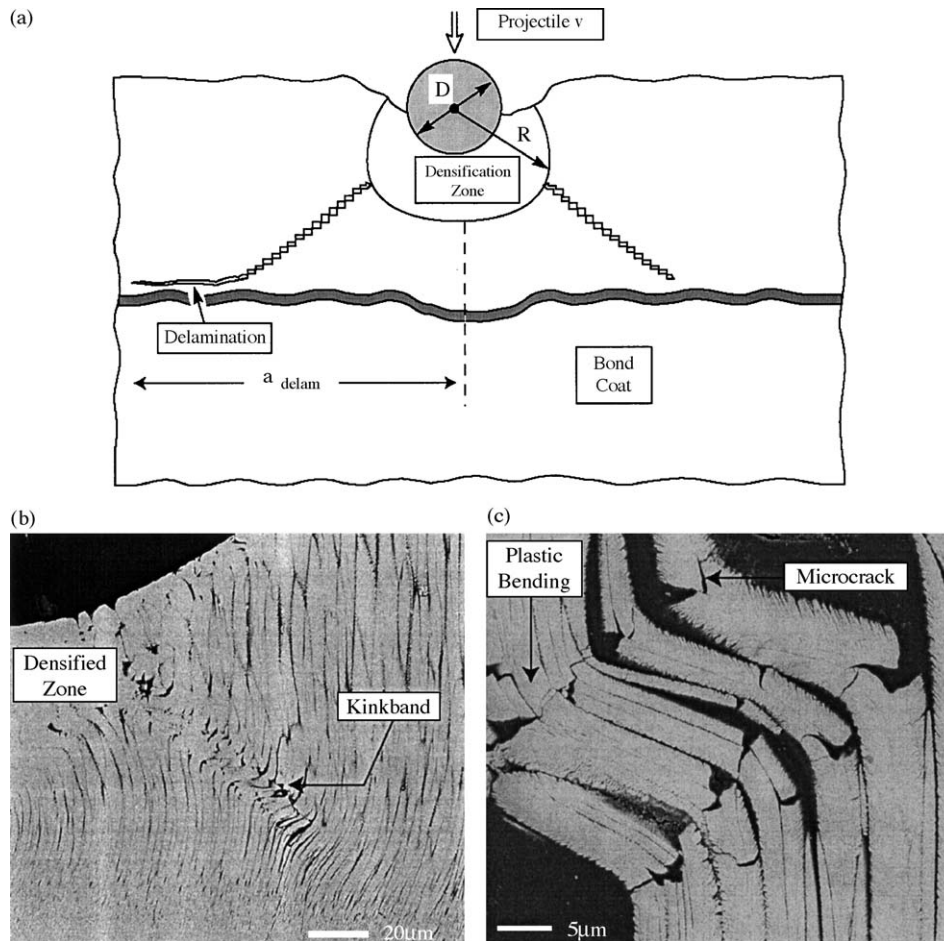 (a)
Projectile v
D
R
Densification
Zone
Delamination
a delam
Bond
Coat
(b)
(c)
Densified
Zone
Kinkband
20μm
Plastic
Bending
Microcrack
5μm